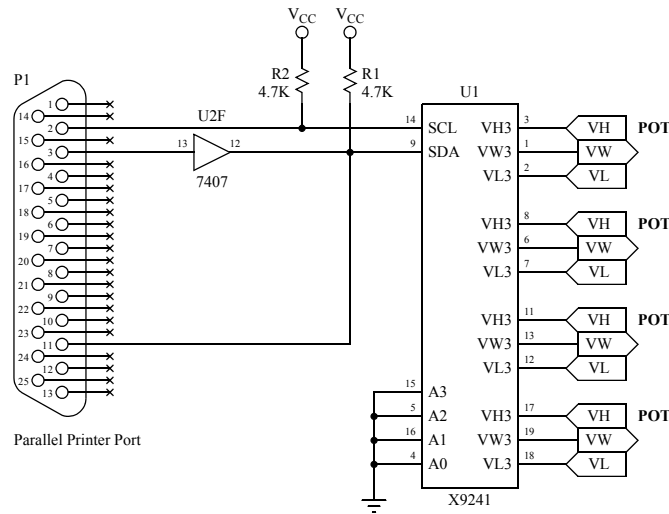 VCC VCC
P1
R2
4.7K
R1
4.7K
U1
U2F
1
14
2
15
3
16
4
17
5
18
6
19
7
20
8
21
9
22
10
23
11
24
12
25
13
13 12
7407
14 SCL VH3 3 VH POT
9 SDA VW3 1 VW
VL3 2 VL
VH3 8 VH POT
VW3 6 VW
VL3 7 VL
VH3 11 VH POT
VW3 13 VW
VL3 12 VL
15 A3
5 A2 VH3 17 VH POT
16 A1 VW3 19 VW
4 A0 VL3 18 VL
Parallel Printer Port
X9241